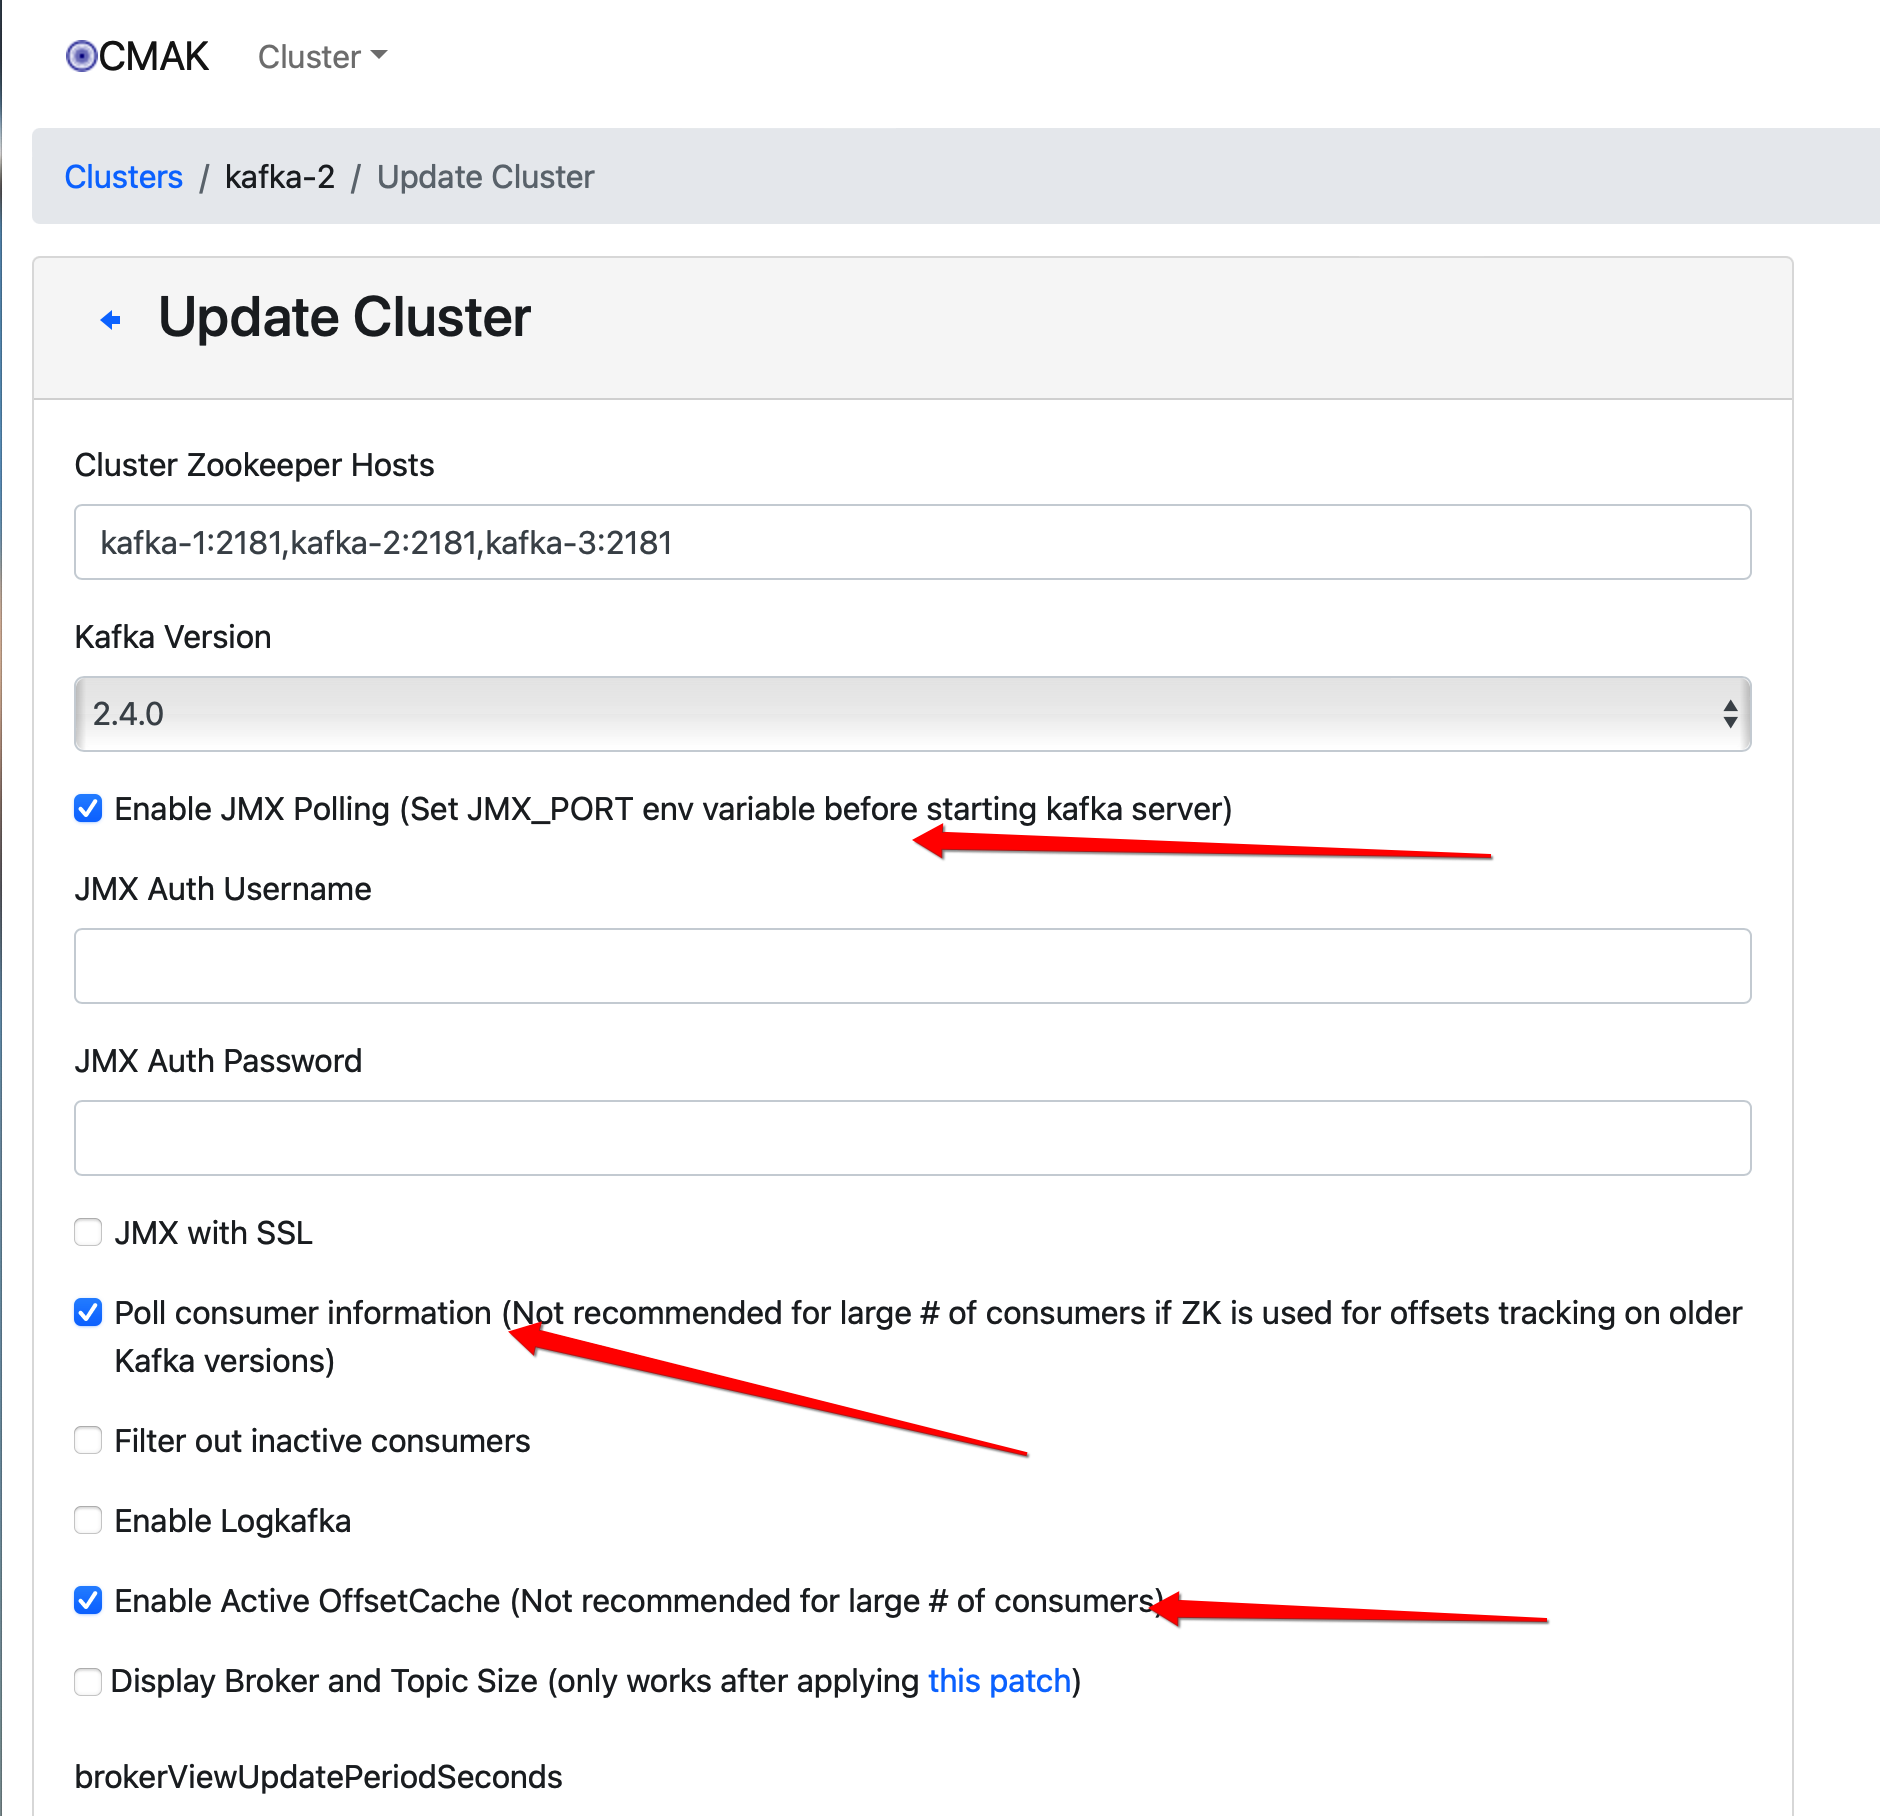 CMAK Cluster
Clusters / kafka-2 / Update Cluster
Update Cluster
Cluster Zookeeper Hosts
kafka-1:2181,kafka-2:2181,kafka-3:2181
Kafka Version
2.4.0
Enable JMX Polling (Set JMX_PORT env variable before starting kafka server)
JMX Auth Username
JMX Auth Password
JMX with SSL
Poll consumer information (Not recommended for large # of consumers if ZK is used for offsets tracking on older
Kafka versions)
Filter out inactive consumers
Enable Logkafka
Enable Active OffsetCache (Not recommended for large # of consumers)
Display Broker and Topic Size (only works after applying this patch)
brokerViewUpdatePeriodSeconds